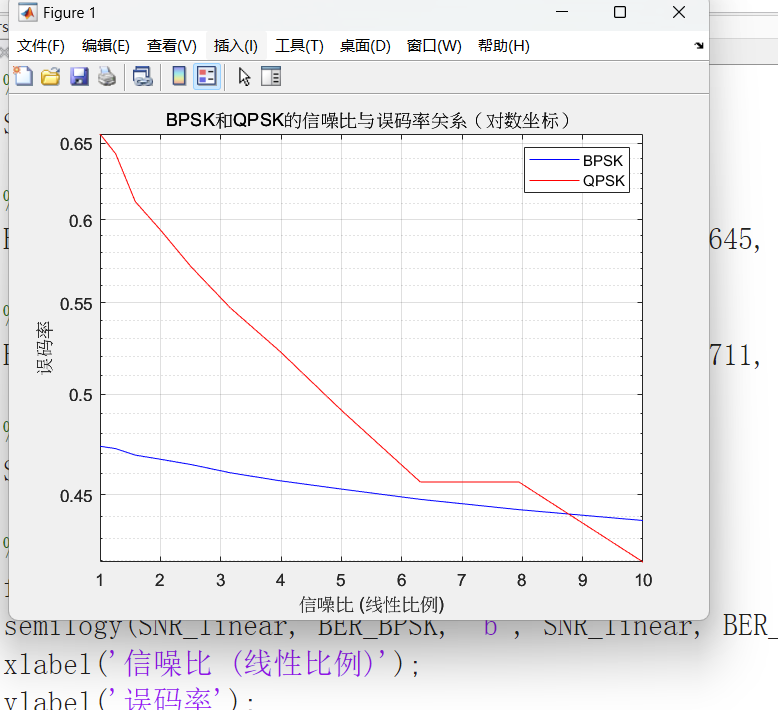 Figure 1
文件(F) 编辑(E) 查看(V) 插入(I) 工具(T) 桌面(D) 窗口(W) 帮助(H)
BPSK和QPSK的信噪比与误码率关系（对数坐标）
BPSK
QPSK
0.65
0.6
0.55
0.5
0.45
误码率
1 2 3 4 5 6 7 8 9 10
信噪比 (线性比例)
645,
711,
semilogy(SNR_linear, BER_BPSK, 'b', SNR_linear, BER_
xlabel('信噪比 (线性比例)');
ylabel('误码率');